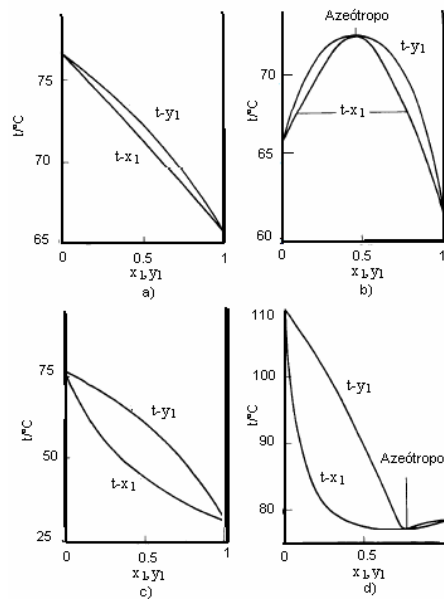 t/°C
75
70
65
t-y1
t-x1
0
0.5
1
x1,y1
a)
Azeótropo
t/°C
70
65
60
t-y1
t-x1
0
0.5
1
x1,y1
b)
t/°C
75
50
25
t-y1
t-x1
0
0.5
1
x1,y1
c)
t/°C
110
100
90
80
t-y1
Azeótropo
t-x1
0
0.5
x1,y1
d)